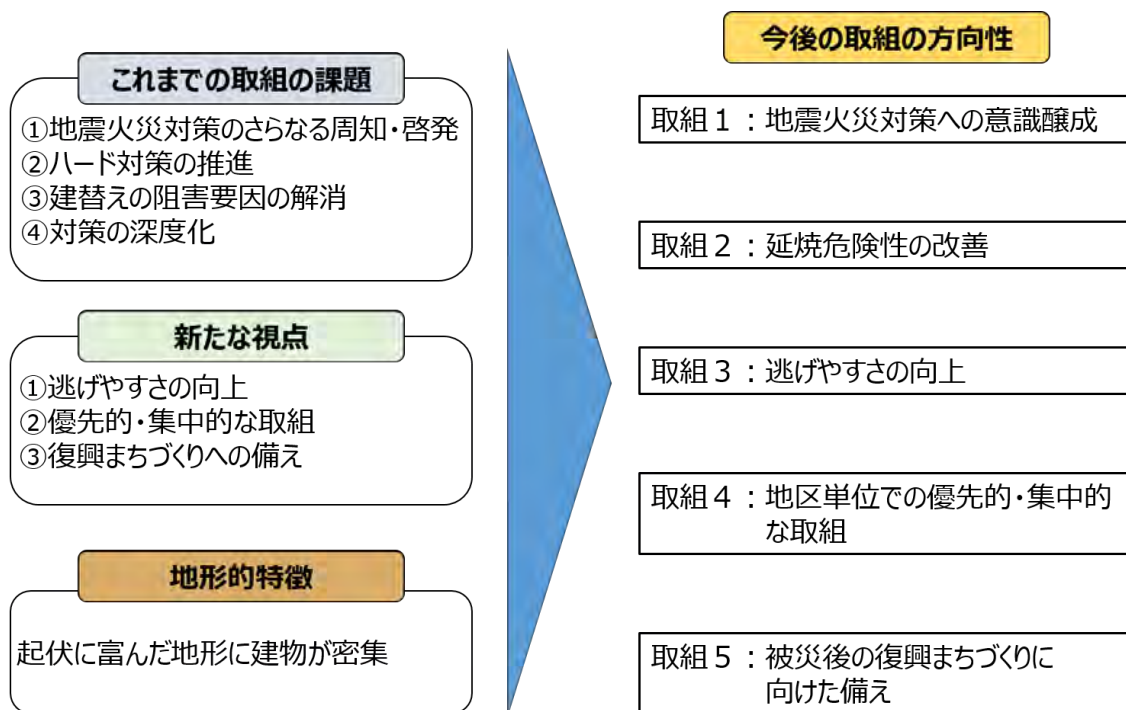 これまでの取組の課題
①地震火災対策のさらなる周知・啓発
②ハード対策の推進
③建替えの阻害要因の解消
④対策の深度化
新たな視点
①逃げやすさの向上
②優先的・集中的な取組
③復興まちづくりへの備え
地形的特徴
起伏に富んだ地形に建物が密集
今後の取組の方向性
取組1：地震火災対策への意識醸成
取組2：延焼危険性の改善
取組3：逃げやすさの向上
取組4：地区単位での優先的・集中的
な取組
取組5：被災後の復興まちづくりに
向けた備え